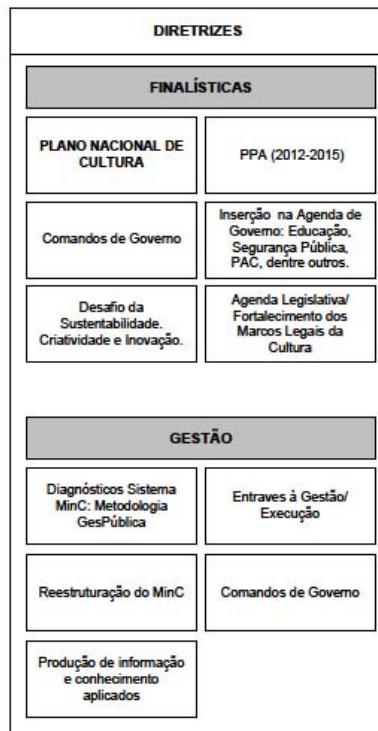 DIRETRIZES
FINALÍSTICAS
PLANO NACIONAL DE
CULTURA
PPA (2012-2015)
Comandos de Governo
Inserção na Agenda de
Governo: Educação,
Segurança Pública,
PAC, dentre outros.
Desafio da
Sustentabilidade.
Criatividade e Inovação.
Agenda Legislativa/
Fortalecimento dos
Marcos Legais da
Cultura
GESTÃO
Diagnósticos Sistema
MinC: Metodologia
GesPública
Entraves à Gestão/
Execução
Reestruturação do MinC
Comandos de Governo
Produção de informação
e conhecimento
aplicados